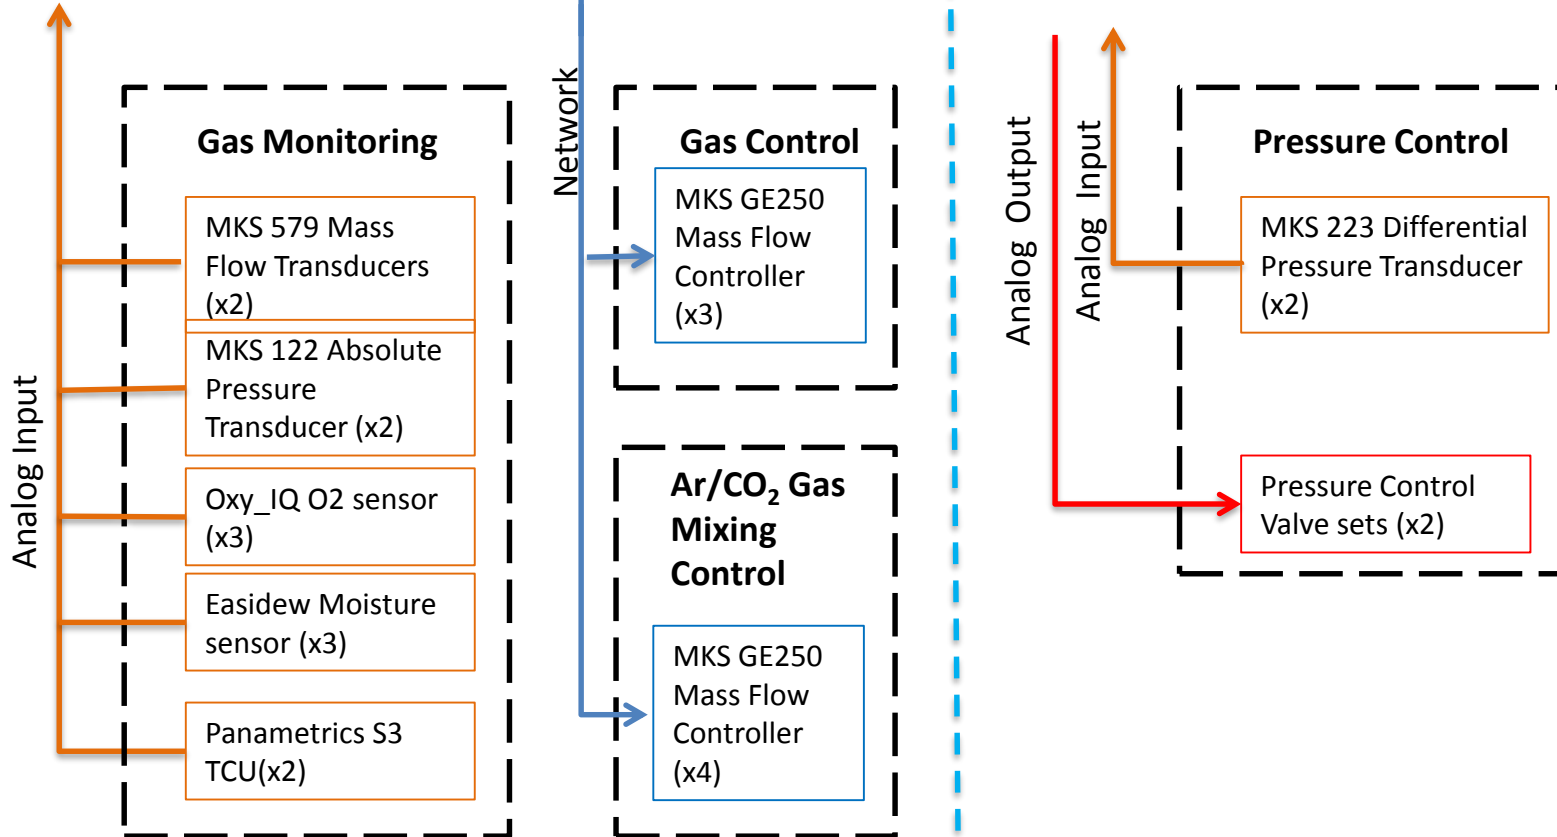 Analog Input
Gas Monitoring
MKS 579 Mass
Flow Transducers
(x2)
MKS 122 Absolute
Pressure
Transducer (x2)
Oxy_IQ O2 sensor
(x3)
Easidew Moisture
sensor (x3)
Panametrics S3
TCU(x2)
Network
Gas Control
MKS GE250
Mass Flow
Controller
(x3)
Ar/CO₂ Gas
Mixing
Control
MKS GE250
Mass Flow
Controller
(x4)
Analog Output
Analog Input
Pressure Control
MKS 223 Differential
Pressure Transducer
(x2)
Pressure Control
Valve sets (x2)